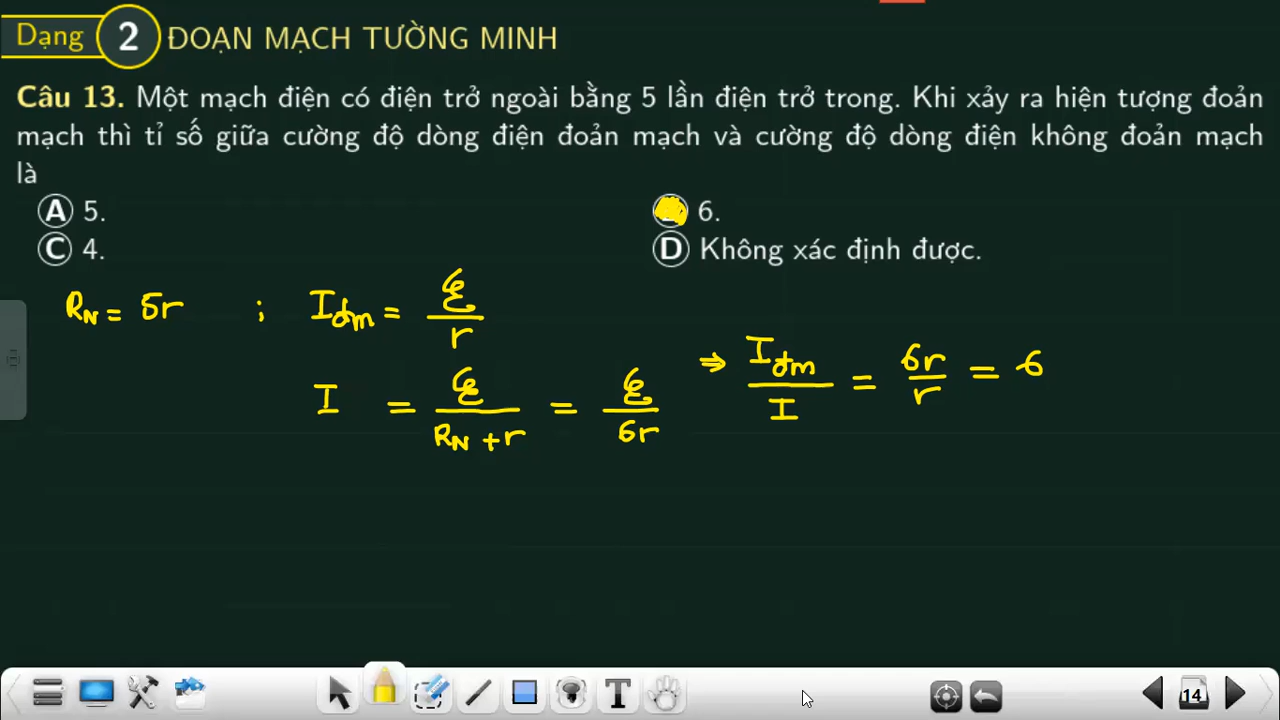 Dạng 2 ĐOẠN MẠCH TƯỜNG MINH
Câu 13. Một mạch điện có điện trở ngoài bằng 5 lần điện trở trong. Khi xảy ra hiện tượng đoản
mạch thì tỉ số giữa cường độ dòng điện đoản mạch và cường độ dòng điện không đoản mạch
là
A 5.
6.
C 4.
D Không xác định được.
R_N = 5r ; I_đm = ξ/r
I = ξ/(R_N + r) = ξ/6r
⇒ I_đm/I = 6r/r = 6
14